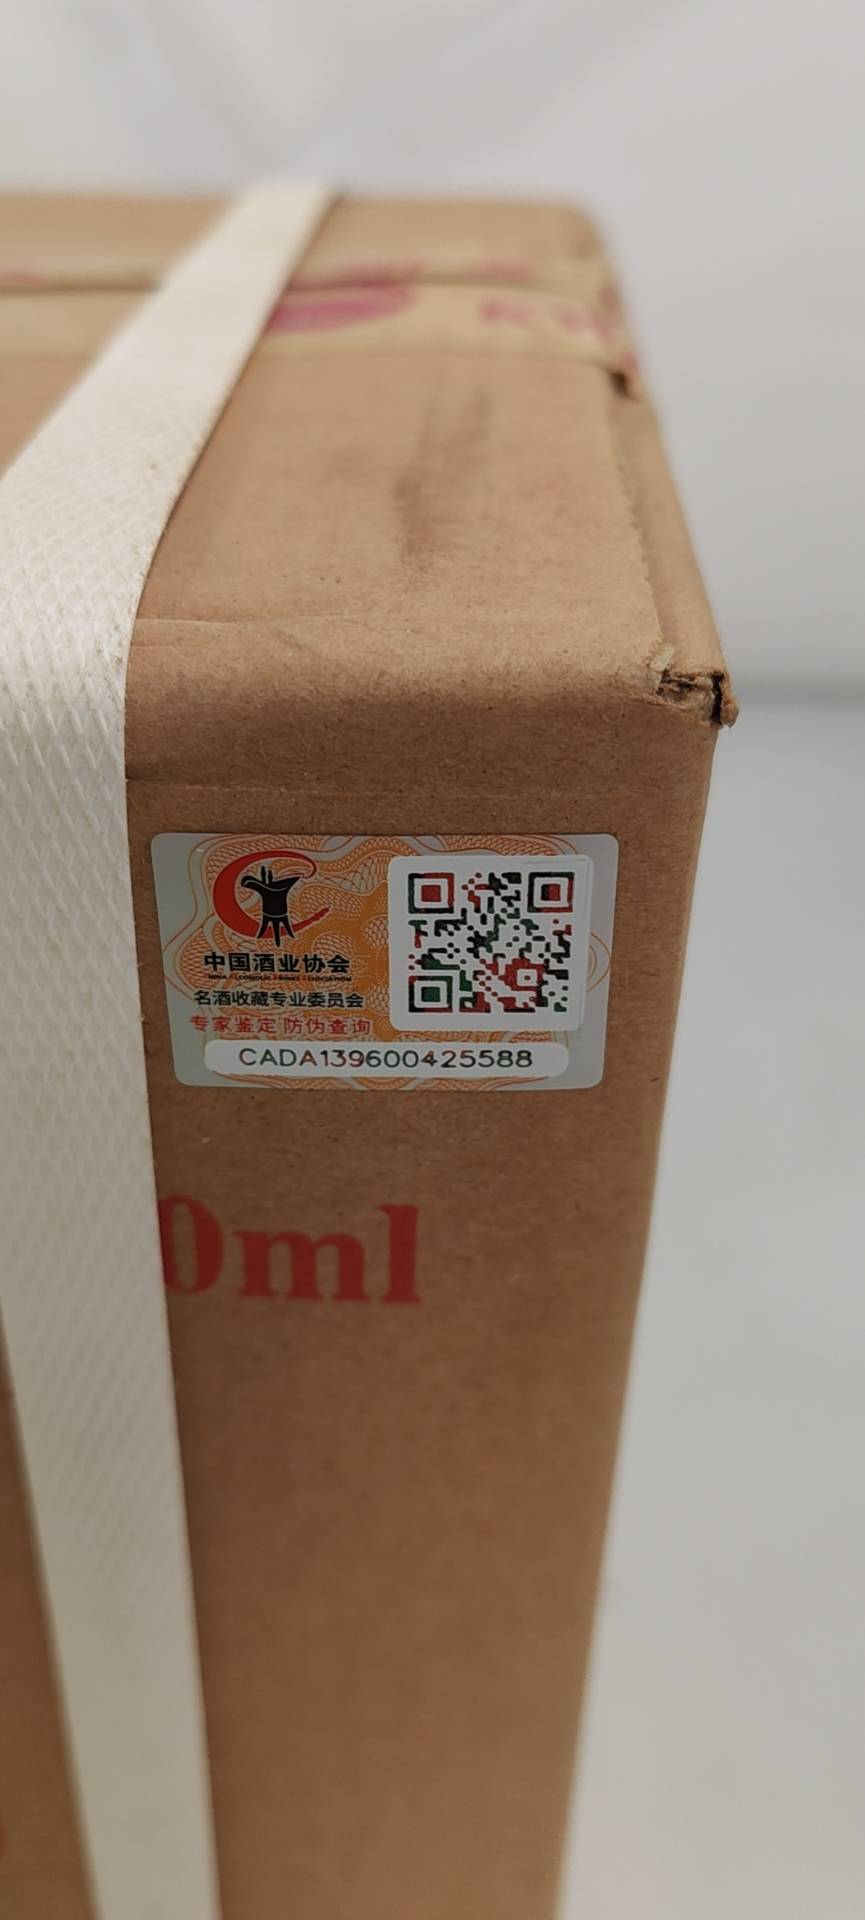 中国酒业协会
名酒收藏专业委员会
专家鉴定 防伪查询
CADA139600425588
0ml